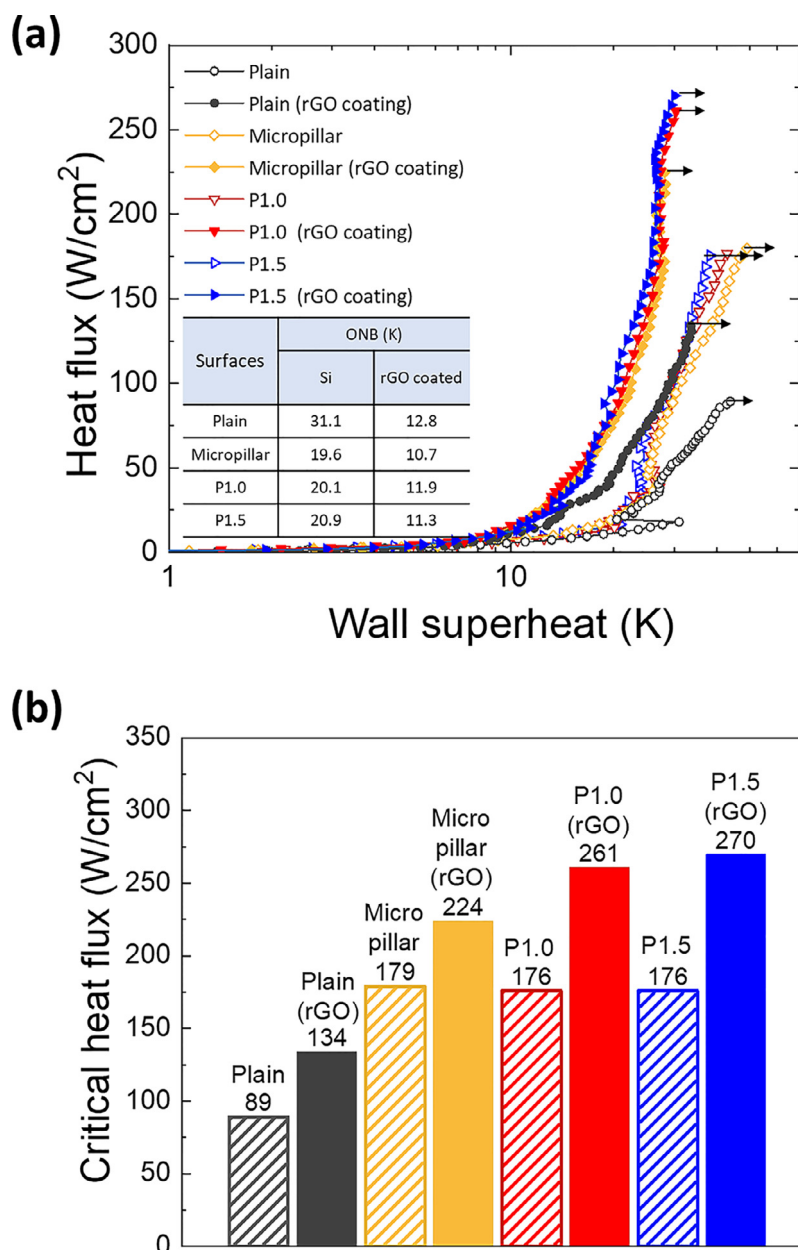 (a)
Heat flux (W/cm²)
300
250
200
150
100
50
0
Plain
Plain (rGO coating)
Micropillar
Micropillar (rGO coating)
P1.0
P1.0 (rGO coating)
P1.5
P1.5 (rGO coating)
Surfaces ONB (K)
Si rGO coated
Plain 31.1 12.8
Micropillar 19.6 10.7
P1.0 20.1 11.9
P1.5 20.9 11.3
1 10
Wall superheat (K)
(b)
Critical heat flux (W/cm²)
350
300
250
200
150
100
50
0
Plain
89
Plain
(rGO)
134
Micro
pillar
179
Micro
pillar
(rGO)
224
P1.0
176
P1.0
(rGO)
261
P1.5
176
P1.5
(rGO)
270